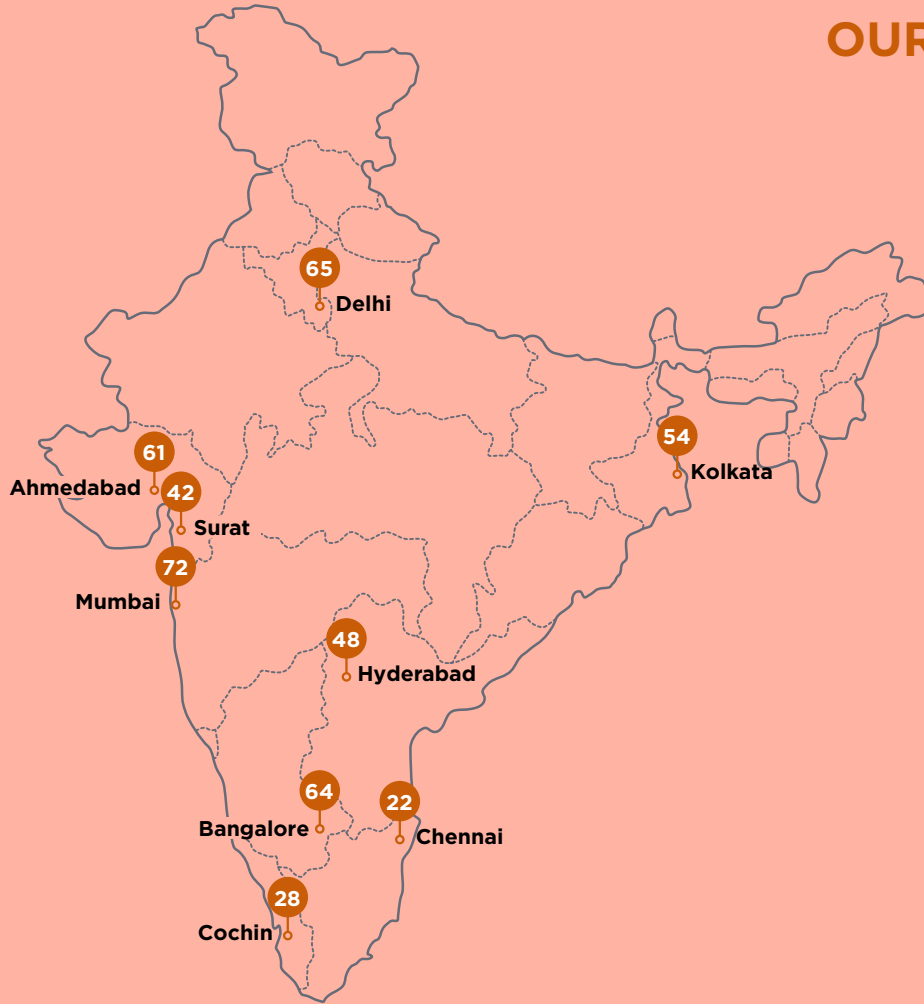 OUR
65
Delhi
54
Kolkata
61
Ahmedabad
42
Surat
72
Mumbai
48
Hyderabad
64
Bangalore
22
Chennai
28
Cochin